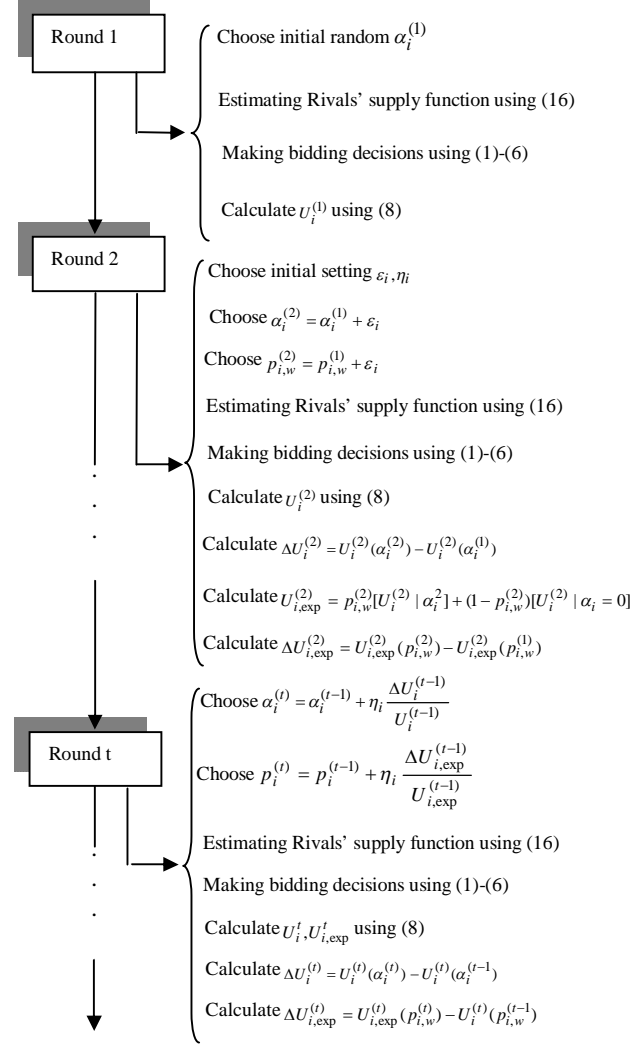 Round 1
Choose initial random α_i^{(1)}
Estimating Rivals' supply function using (16)
Making bidding decisions using (1)-(6)
Calculate U_i^{(1)} using (8)
Round 2
Choose initial setting ε_i, η_i
Choose α_i^{(2)} = α_i^{(1)} + ε_i
Choose p_{i,w}^{(2)} = p_{i,w}^{(1)} + ε_i
Estimating Rivals' supply function using (16)
Making bidding decisions using (1)-(6)
Calculate U_i^{(2)} using (8)
Calculate ΔU_i^{(2)} = U_i^{(2)}(α_i^{(2)}) − U_i^{(2)}(α_i^{(1)})
Calculate U_{i,exp}^{(2)} = p_{i,w}^{(2)}[U_i^{(2)} | α_i^2] + (1 − p_{i,w}^{(2)})[U_i^{(2)} | α_i = 0]
Calculate ΔU_{i,exp}^{(2)} = U_{i,exp}^{(2)}(p_{i,w}^{(2)}) − U_{i,exp}^{(2)}(p_{i,w}^{(1)})
Round t
Choose α_i^{(t)} = α_i^{(t−1)} + η_i \frac{ΔU_i^{(t−1)}}{U_i^{(t−1)}}
Choose p_i^{(t)} = p_i^{(t−1)} + η_i \frac{ΔU_{i,exp}^{(t−1)}}{U_{i,exp}^{(t−1)}}
Estimating Rivals' supply function using (16)
Making bidding decisions using (1)-(6)
Calculate U_i^t, U_{i,exp}^t using (8)
Calculate ΔU_i^{(t)} = U_i^{(t)}(α_i^{(t)}) − U_i^{(t)}(α_i^{(t−1})
Calculate ΔU_{i,exp}^{(t)} = U_{i,exp}^{(t)}(p_{i,w}^{(t)}) − U_i^{(t)}(p_{i,w}^{(t−1})